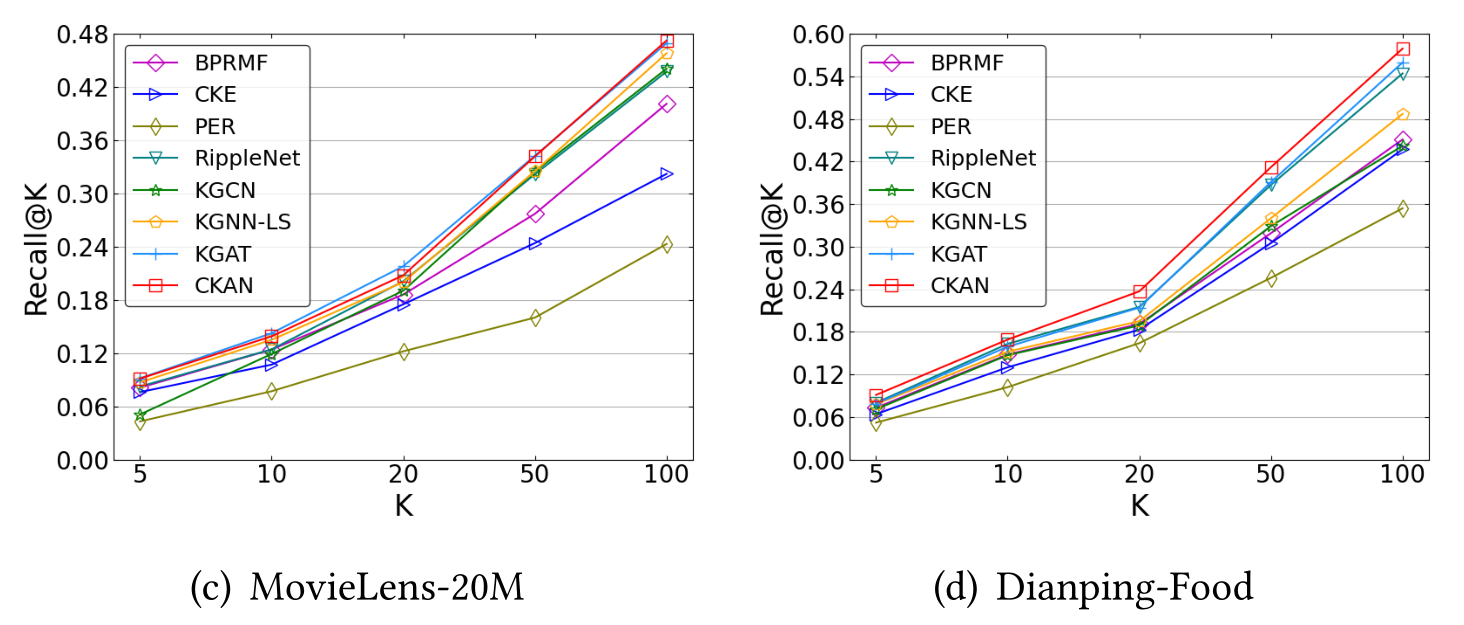 0.48
0.42
0.36
0.30
0.24
0.18
0.12
0.06
0.00
Recall@K
BPRMF
CKE
PER
RippleNet
KGCN
KGNN-LS
KGAT
CKAN
5 10 20 50 100
K
(c) MovieLens-20M
0.60
0.54
0.48
0.42
0.36
0.30
0.24
0.18
0.12
0.06
0.00
Recall@K
BPRMF
CKE
PER
RippleNet
KGCN
KGNN-LS
KGAT
CKAN
5 10 20 50 100
K
(d) Dianping-Food